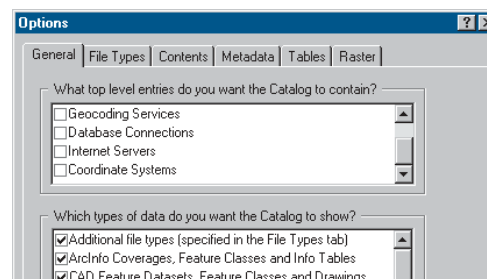 Options
General File Types Contents Metadata Tables Raster
What top level entries do you want the Catalog to contain?
Geocoding Services
Database Connections
Internet Servers
Coordinate Systems
Which types of data do you want the Catalog to show?
Additional file types (specified in the File Types tab)
ArcInfo Coverages, Feature Classes and Info Tables
CAD Feature Datasets, Feature Classes and Drawings